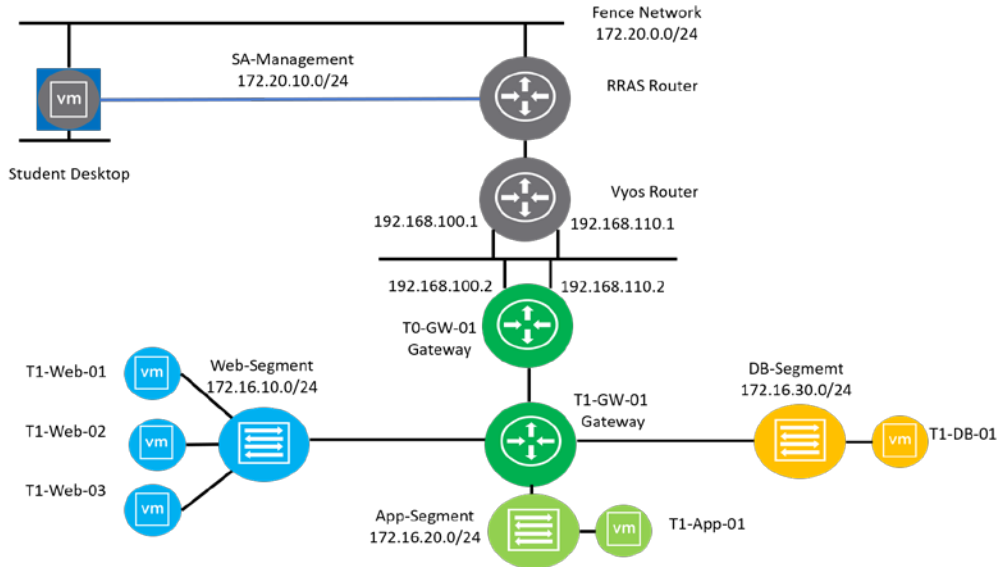 Fence Network
172.20.0.0/24
SA-Management
172.20.10.0/24
RRAS Router
vm
Student Desktop
Vyos Router
192.168.100.1
192.168.110.1
192.168.100.2
192.168.110.2
T0-GW-01
Gateway
T1-Web-01
vm
Web-Segment
172.16.10.0/24
DB-Segmemt
172.16.30.0/24
T1-GW-01
Gateway
T1-Web-02
vm
vm
T1-DB-01
T1-Web-03
vm
App-Segment
172.16.20.0/24
vm
T1-App-01